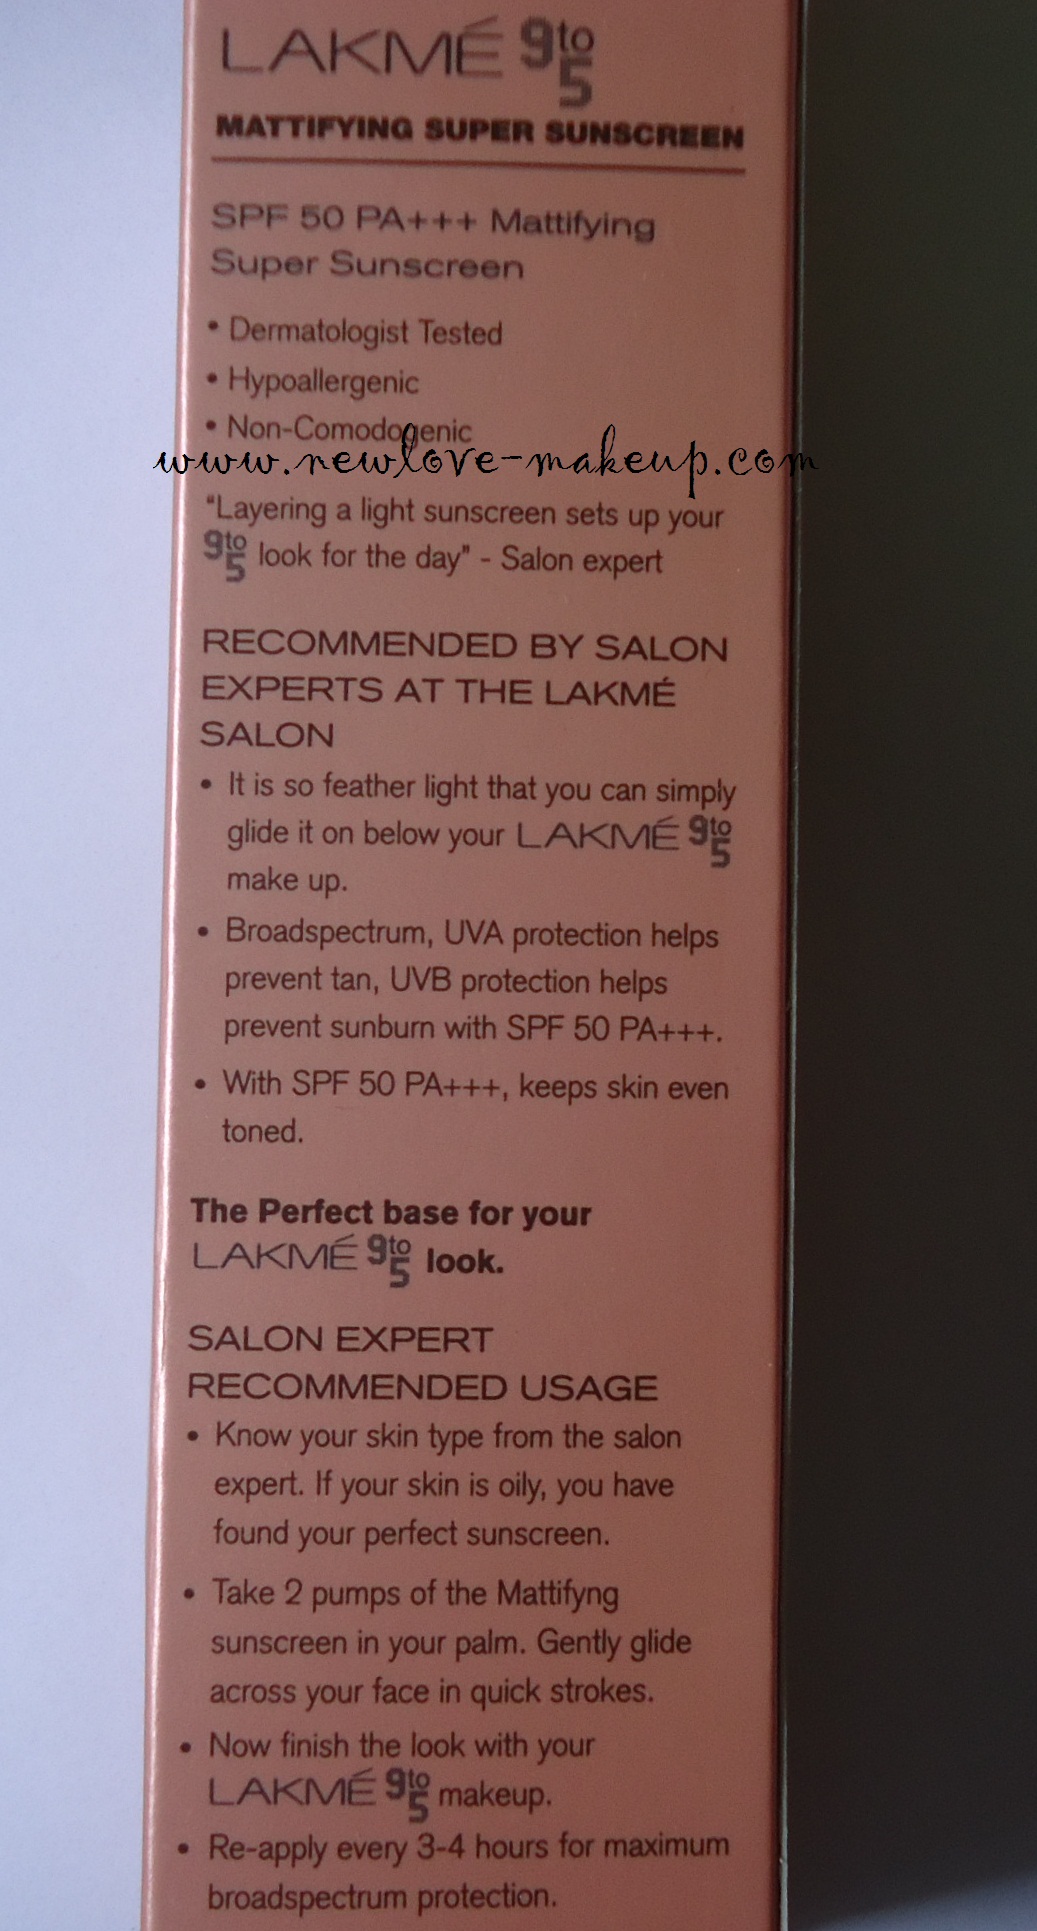 LAKMÉ 9to5
MATTIFYING SUPER SUNSCREEN
SPF 50 PA+++ Mattifying
Super Sunscreen
• Dermatologist Tested
• Hypoallergenic
• Non-Comodogenic
www.newlove-makeup.com
"Layering a light sunscreen sets up your
9to5 look for the day" - Salon expert
RECOMMENDED BY SALON
EXPERTS AT THE LAKMÉ
SALON
• It is so feather light that you can simply
glide it on below your LAKMÉ 9to5
make up.
• Broadspectrum, UVA protection helps
prevent tan, UVB protection helps
prevent sunburn with SPF 50 PA+++.
• With SPF 50 PA+++, keeps skin even
toned.
The Perfect base for your
LAKMÉ 9to5 look.
SALON EXPERT
RECOMMENDED USAGE
• Know your skin type from the salon
expert. If your skin is oily, you have
found your perfect sunscreen.
• Take 2 pumps of the Mattifyng
sunscreen in your palm. Gently glide
across your face in quick strokes.
• Now finish the look with your
LAKMÉ 9to5 makeup.
• Re-apply every 3-4 hours for maximum
broadspectrum protection.